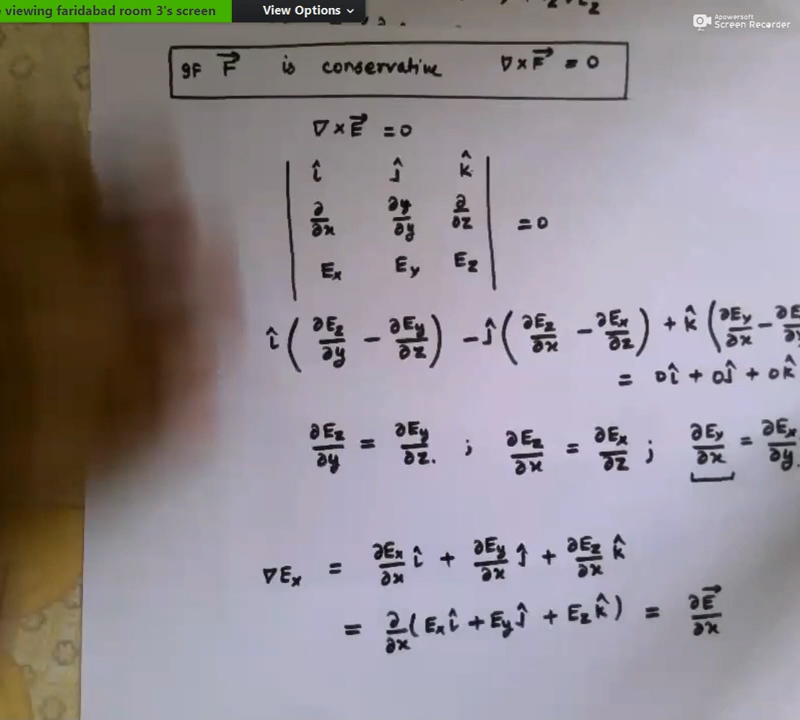 viewing faridabad room 3's screen View Options
Apowersoft
Screen Recorder
gF F⃗ is conservative ∇×F⃗ = 0
∇×E⃗ = 0
| î ĵ k̂ |
| ∂/∂x ∂y/∂y ∂/∂z | = 0
| Ex Ey Ez |
î (∂Ez/∂y − ∂Ey/∂z) − ĵ (∂Ez/∂x − ∂Ex/∂z) + k̂ (∂Ey/∂x − ∂E
= 0î + 0ĵ + 0k̂
∂Ez/∂y = ∂Ey/∂z. ; ∂Ez/∂x = ∂Ex/∂z ; ∂Ey/∂x = ∂Ex/∂y.
∇Ex = ∂Ex/∂x î + ∂Ey/∂x ĵ + ∂Ez/∂x k̂
= ∂/∂x (Ex î + Ey ĵ + Ez k̂) = ∂E⃗/∂x